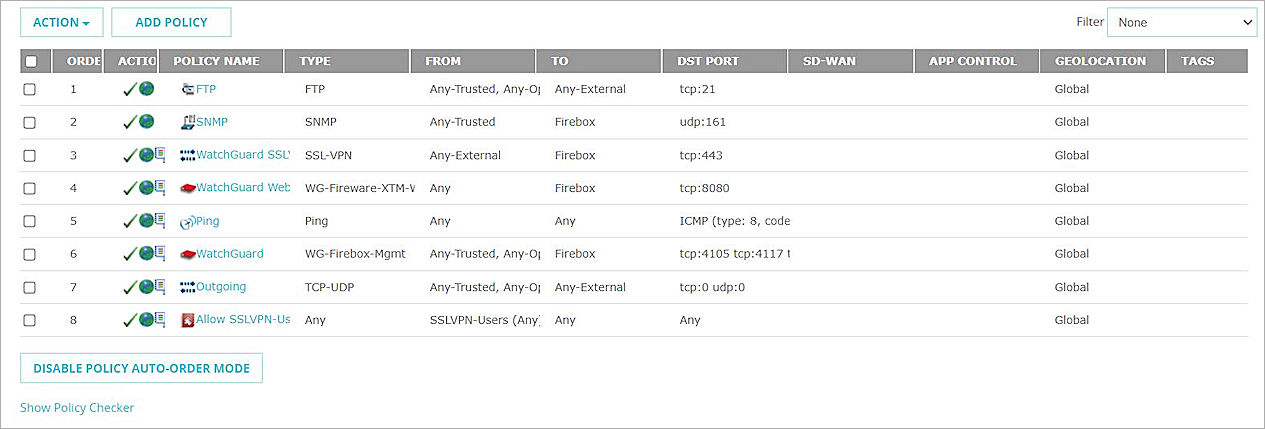 ACTION ADD POLICY Filter None
ORDE ACTIO POLICY NAME TYPE FROM TO DST PORT SD-WAN APP CONTROL GEOLOCATION TAGS
1 FTP FTP Any-Trusted, Any-Op Any-External tcp:21 Global
2 SNMP SNMP Any-Trusted Firebox udp:161 Global
3 WatchGuard SSLV SSL-VPN Any-External Firebox tcp:443 Global
4 WatchGuard Web WG-Fireware-XTM-W Any Firebox tcp:8080 Global
5 Ping Ping Any Any ICMP (type: 8, code Global
6 WatchGuard WG-Firebox-Mgmt Any-Trusted, Any-Op Firebox tcp:4105 tcp:4117 t Global
7 Outgoing TCP-UDP Any-Trusted, Any-Op Any-External tcp:0 udp:0 Global
8 Allow SSLVPN-Us Any SSLVPN-Users (Any) Any Any Global
DISABLE POLICY AUTO-ORDER MODE
Show Policy Checker